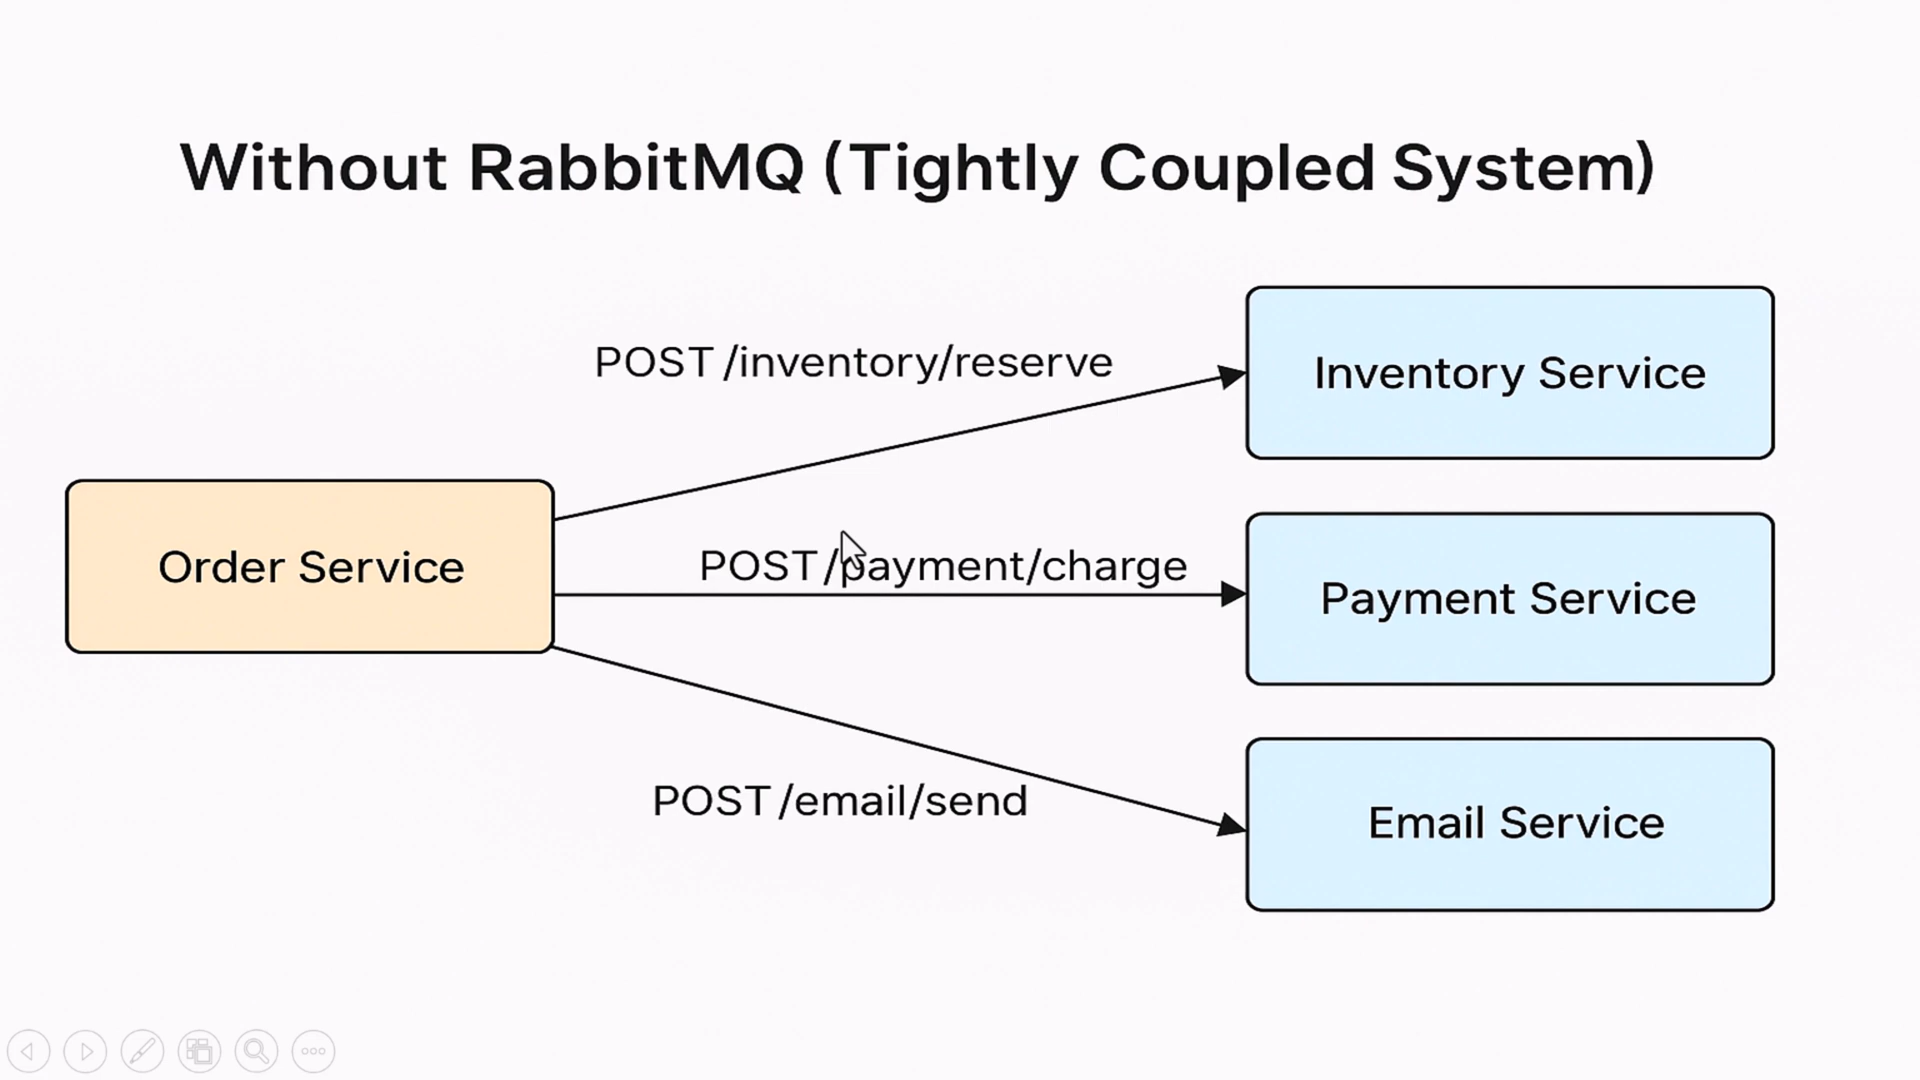 Without RabbitMQ (Tightly Coupled System)
POST /inventory/reserve
Inventory Service
Order Service
POST /payment/charge
Payment Service
POST /email/send
Email Service